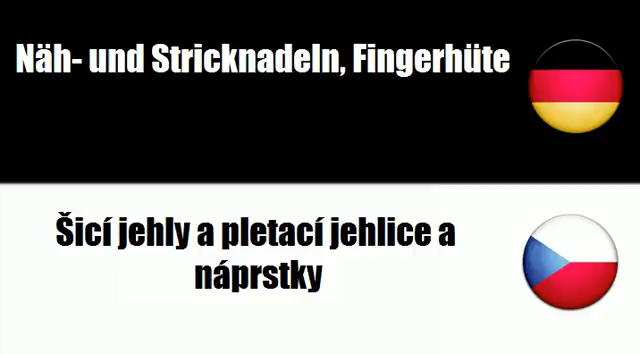 Näh- und Stricknadeln, Fingerhüte
Šicí jehly a pletací jehlice a
náprstky